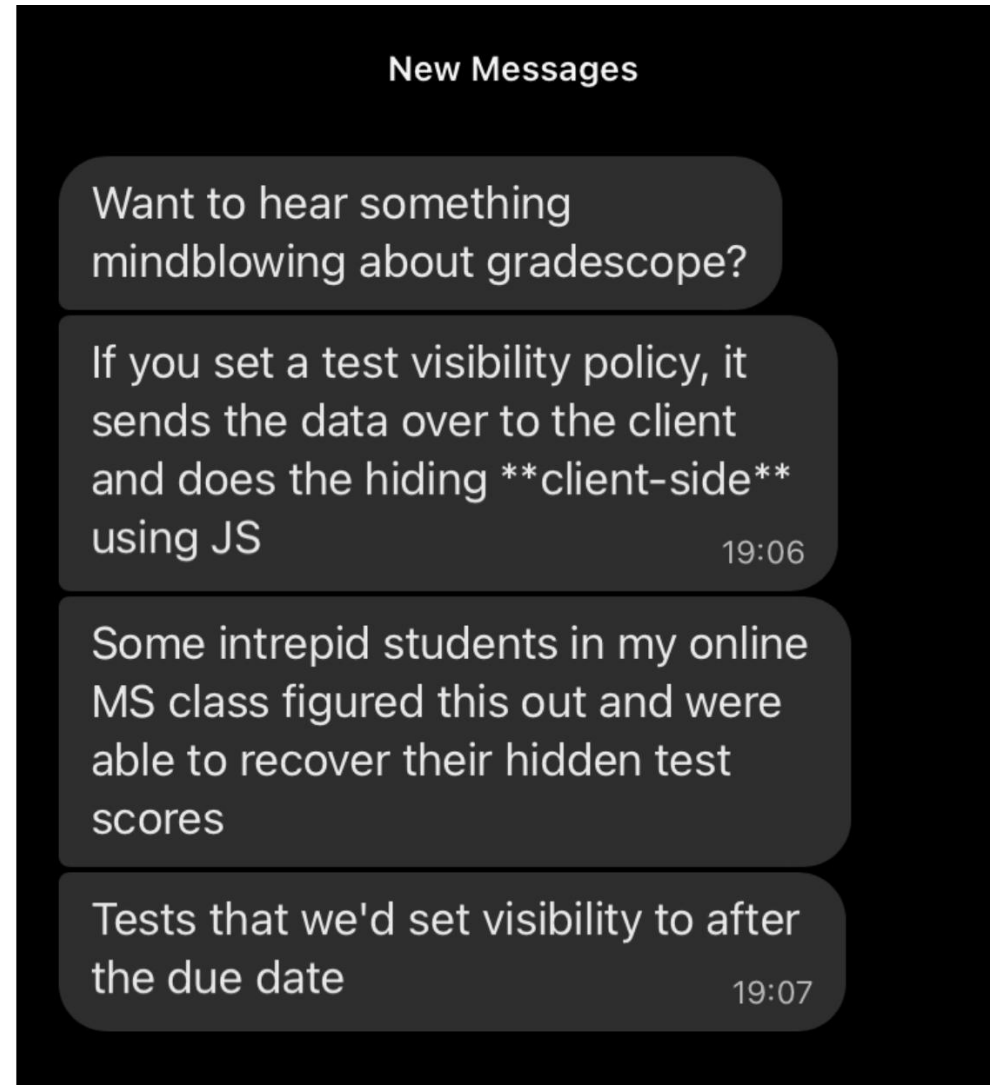 New Messages
Want to hear something
mindblowing about gradescope?
If you set a test visibility policy, it
sends the data over to the client
and does the hiding **client-side**
using JS
19:06
Some intrepid students in my online
MS class figured this out and were
able to recover their hidden test
scores
Tests that we'd set visibility to after
the due date
19:07